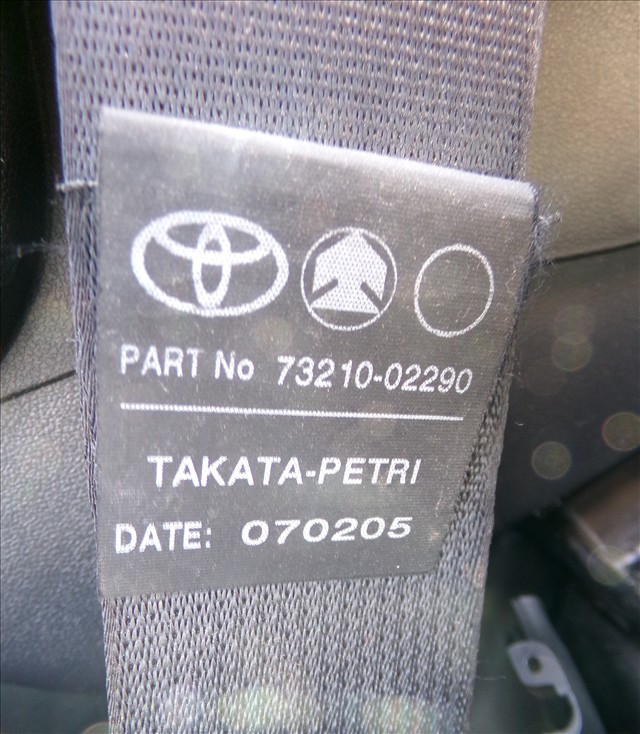 PART No 73210-02290
TAKATA-PETRI
DATE: 070205